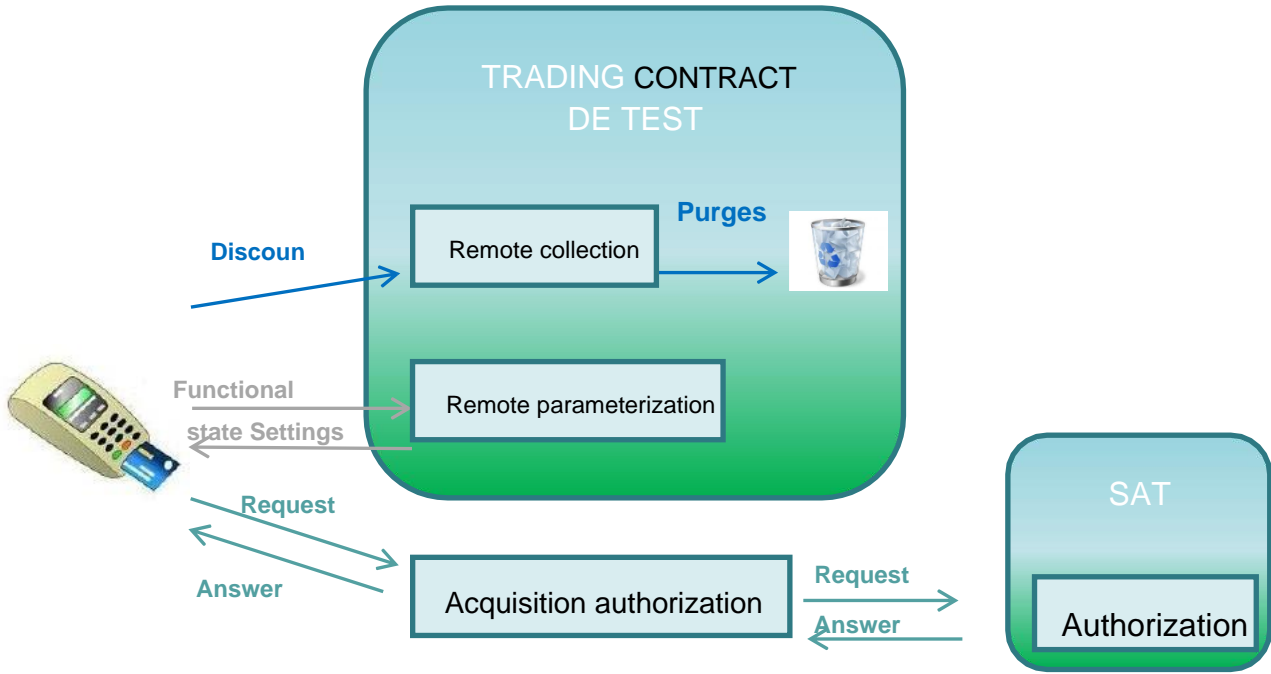 TRADING CONTRACT
DE TEST
Purges
Discoun
Remote collection
Functional
Remote parameterization
state Settings
SAT
Request
Request
Answer
Acquisition authorization
Answer
Authorization